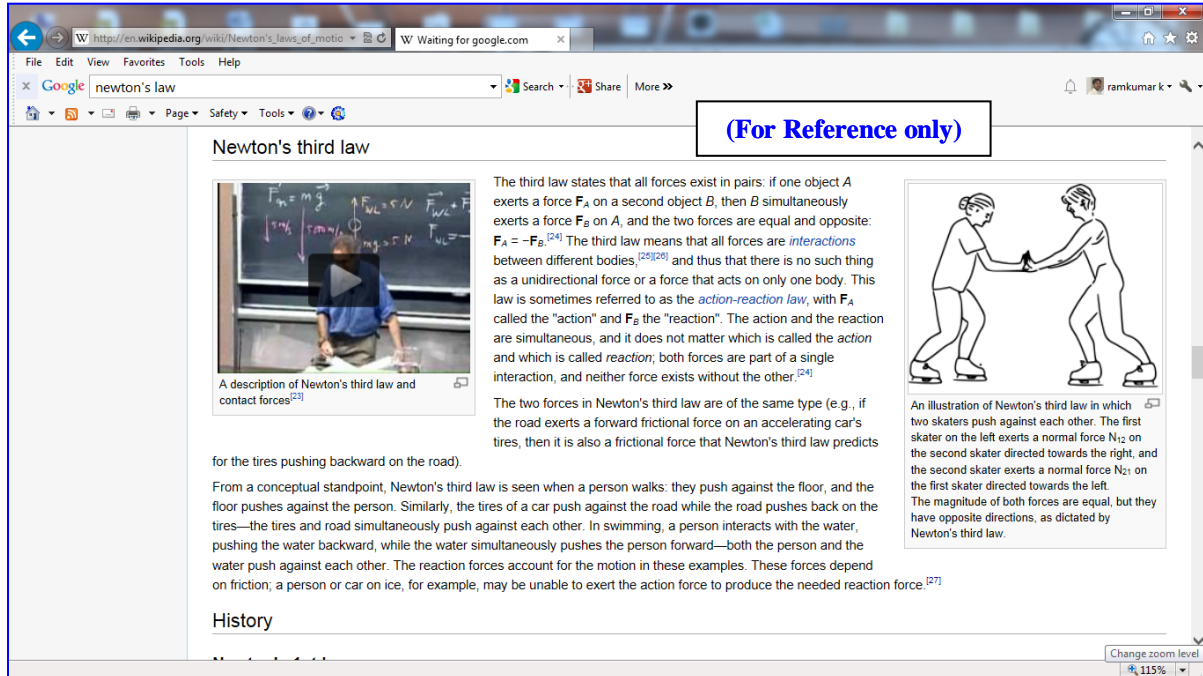 http://en.wikipedia.org/wiki/Newton's_laws_of_motio
W Waiting for google.com
File Edit View Favorites Tools Help
Google newton's law
Search
Share
More »
ramkumar k
Page Safety Tools
(For Reference only)
Newton's third law
A description of Newton's third law and
contact forces[23]
The third law states that all forces exist in pairs: if one object A
exerts a force FA on a second object B, then B simultaneously
exerts a force FB on A, and the two forces are equal and opposite:
FA = −FB.[24] The third law means that all forces are interactions
between different bodies,[25][26] and thus that there is no such thing
as a unidirectional force or a force that acts on only one body. This
law is sometimes referred to as the action-reaction law, with FA
called the "action" and FB the "reaction". The action and the reaction
are simultaneous, and it does not matter which is called the action
and which is called reaction; both forces are part of a single
interaction, and neither force exists without the other.[24]
The two forces in Newton's third law are of the same type (e.g., if
the road exerts a forward frictional force on an accelerating car's
tires, then it is also a frictional force that Newton's third law predicts
for the tires pushing backward on the road).
From a conceptual standpoint, Newton's third law is seen when a person walks: they push against the floor, and the
floor pushes against the person. Similarly, the tires of a car push against the road while the road pushes back on the
tires—the tires and road simultaneously push against each other. In swimming, a person interacts with the water,
pushing the water backward, while the water simultaneously pushes the person forward—both the person and the
water push against each other. The reaction forces account for the motion in these examples. These forces depend
on friction; a person or car on ice, for example, may be unable to exert the action force to produce the needed reaction force.[27]
An illustration of Newton's third law in which
two skaters push against each other. The first
skater on the left exerts a normal force N12 on
the second skater directed towards the right, and
the second skater exerts a normal force N21 on
the first skater directed towards the left.
The magnitude of both forces are equal, but they
have opposite directions, as dictated by
Newton's third law.
History
Change zoom level
115%